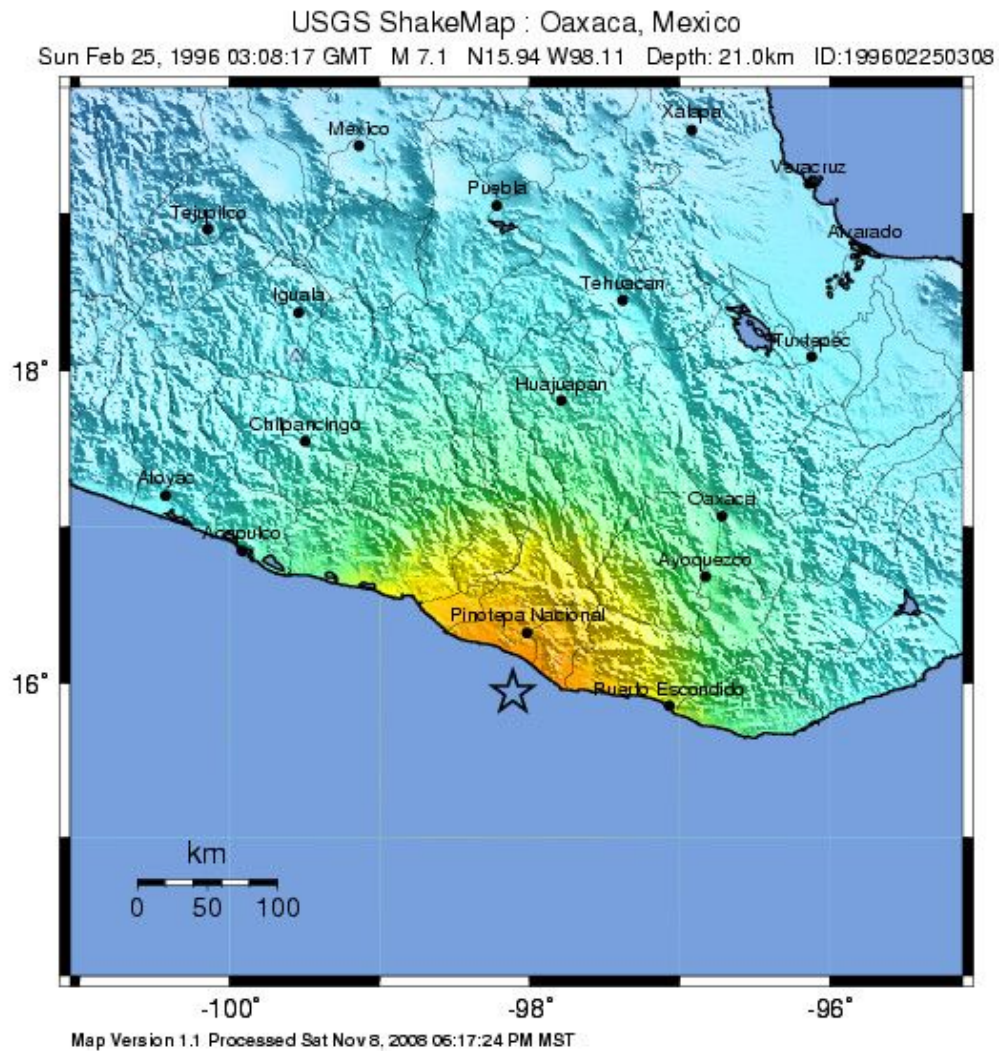 USGS ShakeMap : Oaxaca, Mexico
Sun Feb 25, 1996 03:08:17 GMT M 7.1 N15.94 W98.11 Depth: 21.0km ID:199602250308
Xalapa
Mexico
Veracruz
Puebla
Tejupilco
Alvarado
Tehuacan
Iguala
Tuxtepec
18°
Huajuapan
Chilpancingo
Atoyac
Oaxaca
Acapulco
Ayoquezco
Pinotepa Nacional
16°
Puerto Escondido
km
0 50 100
-100° -98° -96°
Map Version 1.1 Processed Sat Nov 8, 2008 06:17:24 PM MST